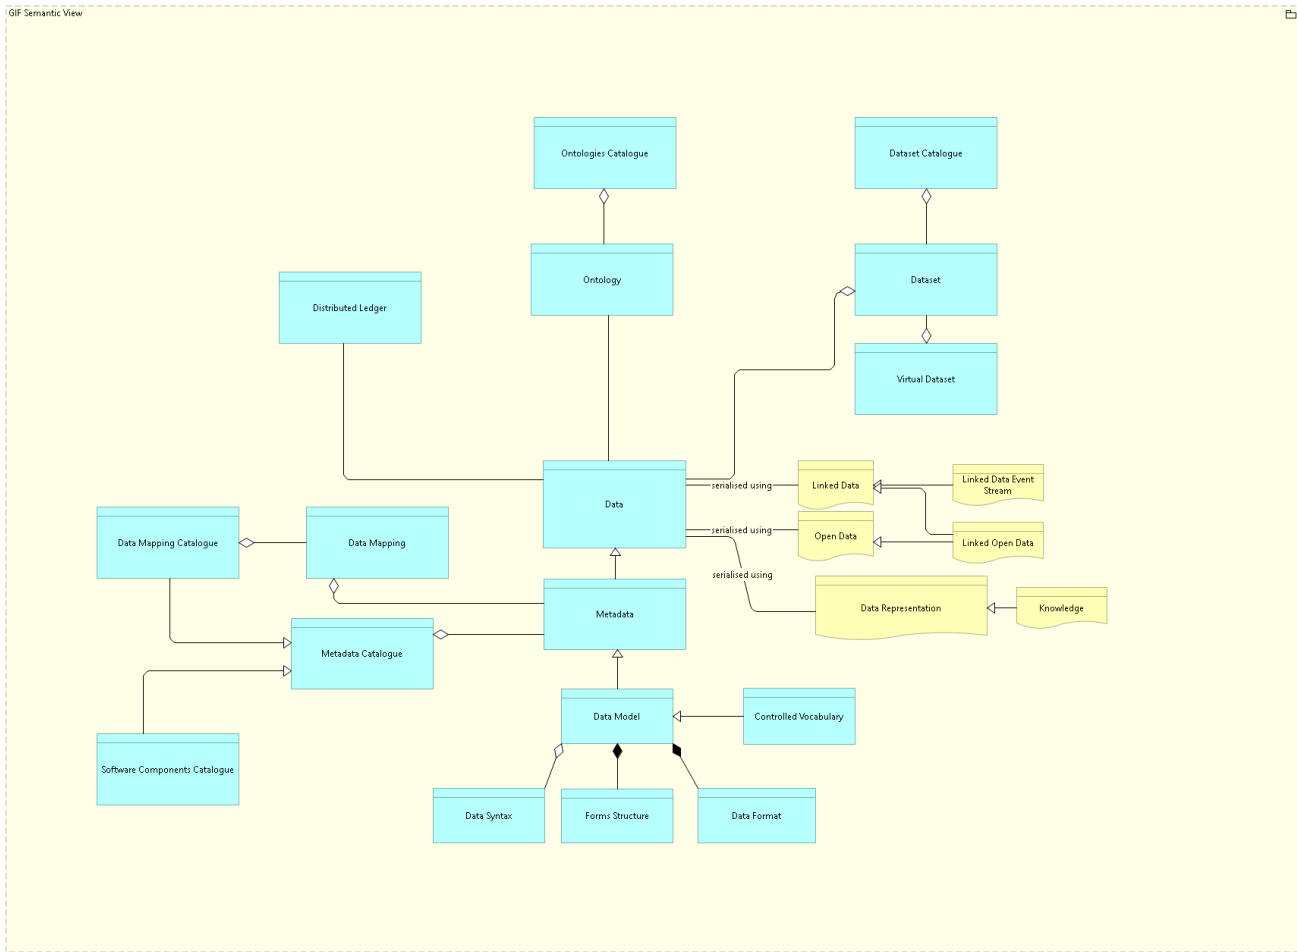 GIF Semantic View
Ontologies Catalogue
Dataset Catalogue
Ontology
Dataset
Distributed Ledger
Virtual Dataset
Data
serialised using
Linked Data
Linked Data Event
Stream
serialised using
Open Data
Linked Open Data
Data Mapping Catalogue
Data Mapping
serialised using
Metadata
Data Representation
Knowledge
Metadata Catalogue
Data Model
Controlled Vocabulary
Software Components Catalogue
Data Syntax
Forms Structure
Data Format